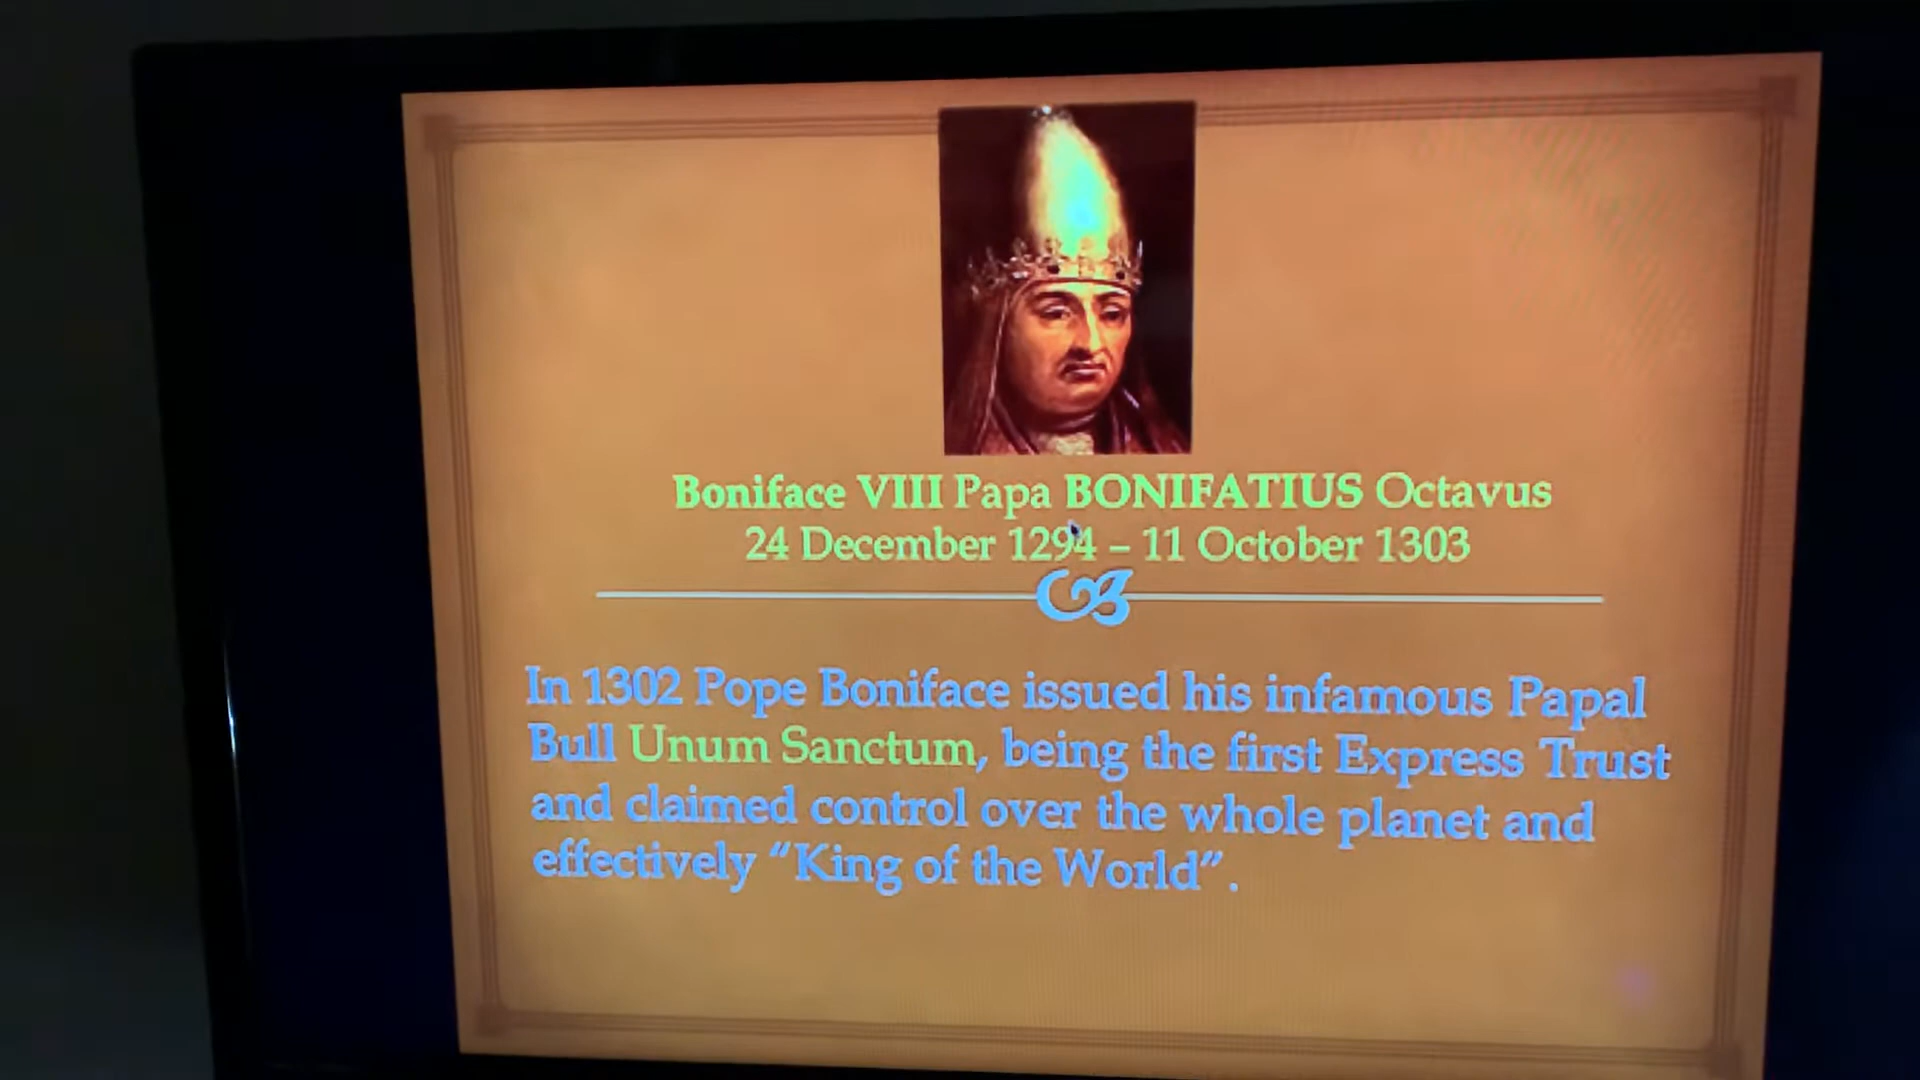 Boniface VIII Papa BONIFATIUS Octavus
24 December 1294 – 11 October 1303
In 1302 Pope Boniface issued his infamous Papal
Bull Unum Sanctum, being the first Express Trust
and claimed control over the whole planet and
effectively “King of the World”.